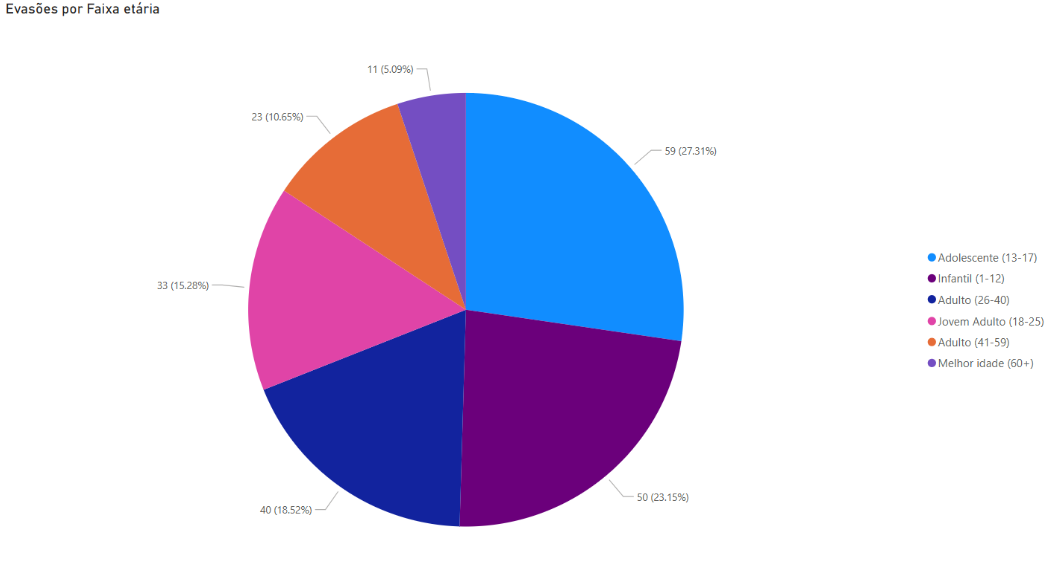 Evasões por Faixa etária
11 (5.09%)
23 (10.65%)
59 (27.31%)
33 (15.28%)
40 (18.52%)
50 (23.15%)
Adolescente (13-17)
Infantil (1-12)
Adulto (26-40)
Jovem Adulto (18-25)
Adulto (41-59)
Melhor idade (60+)